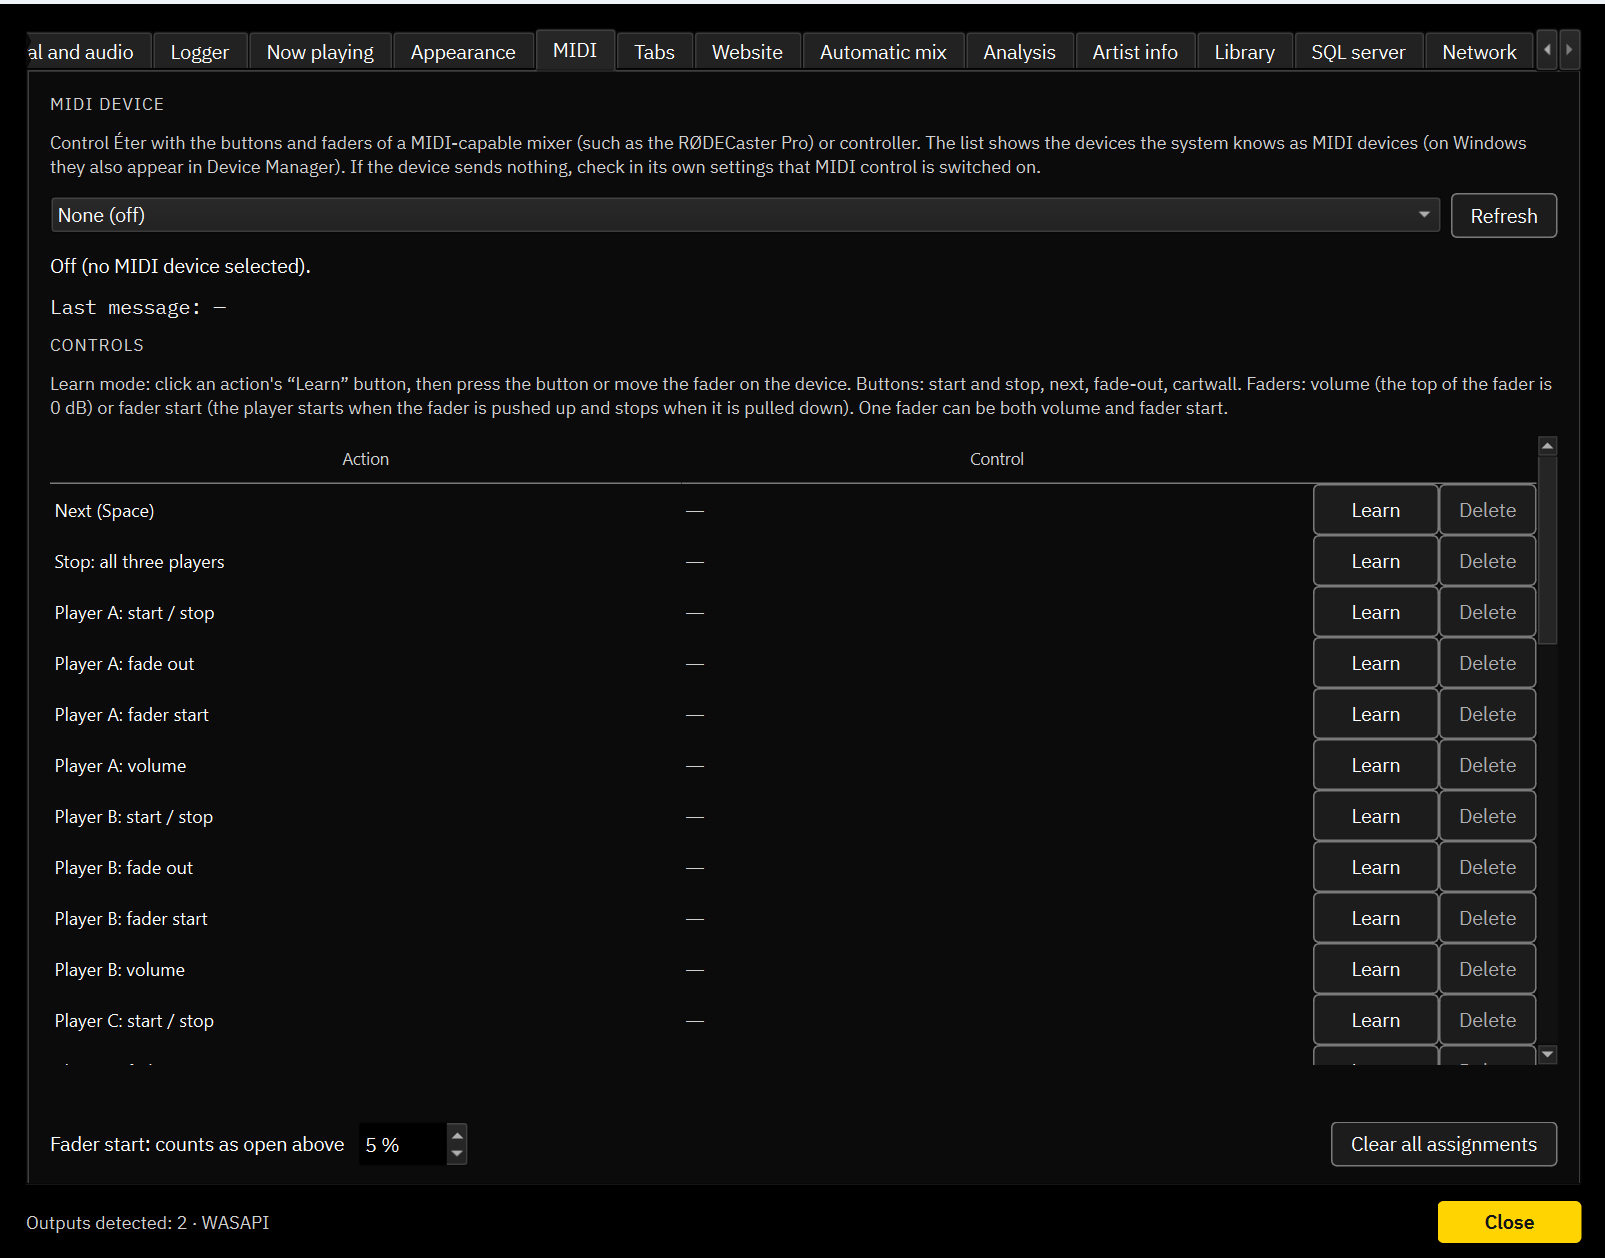 al and audio Logger Now playing Appearance MIDI Tabs Website Automatic mix Analysis Artist info Library SQL server Network
MIDI DEVICE
Control Éter with the buttons and faders of a MIDI-capable mixer (such as the RØDECaster Pro) or controller. The list shows the devices the system knows as MIDI devices (on Windows
they also appear in Device Manager). If the device sends nothing, check in its own settings that MIDI control is switched on.
None (off) Refresh
Off (no MIDI device selected).
Last message: —
CONTROLS
Learn mode: click an action's “Learn” button, then press the button or move the fader on the device. Buttons: start and stop, next, fade-out, cartwall. Faders: volume (the top of the fader is
0 dB) or fader start (the player starts when the fader is pushed up and stops when it is pulled down). One fader can be both volume and fader start.
Action Control
Next (Space) — Learn Delete
Stop: all three players — Learn Delete
Player A: start / stop — Learn Delete
Player A: fade out — Learn Delete
Player A: fader start — Learn Delete
Player A: volume — Learn Delete
Player B: start / stop — Learn Delete
Player B: fade out — Learn Delete
Player B: fader start — Learn Delete
Player B: volume — Learn Delete
Player C: start / stop — Learn Delete
Fader start: counts as open above 5 % Clear all assignments
Outputs detected: 2 · WASAPI Close